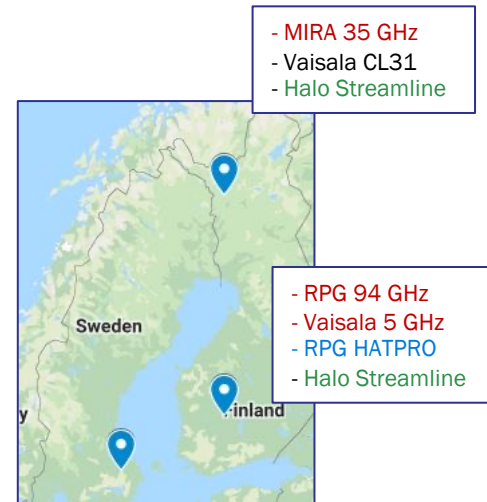 - MIRA 35 GHz
- Vaisala CL31
- Halo Streamline
- RPG 94 GHz
- Vaisala 5 GHz
- RPG HATPRO
- Halo Streamline
Sweden
Finland
y